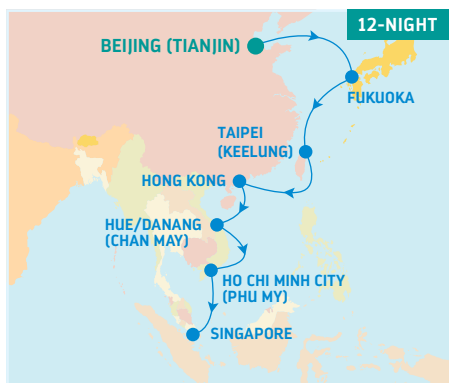 12-NIGHT
BEIJING (TIANJIN)
FUKUOKA
TAIPEI
(KEELUNG)
HONG KONG
HUE/DANANG
(CHAN MAY)
HO CHI MINH CITY
(PHU MY)
SINGAPORE